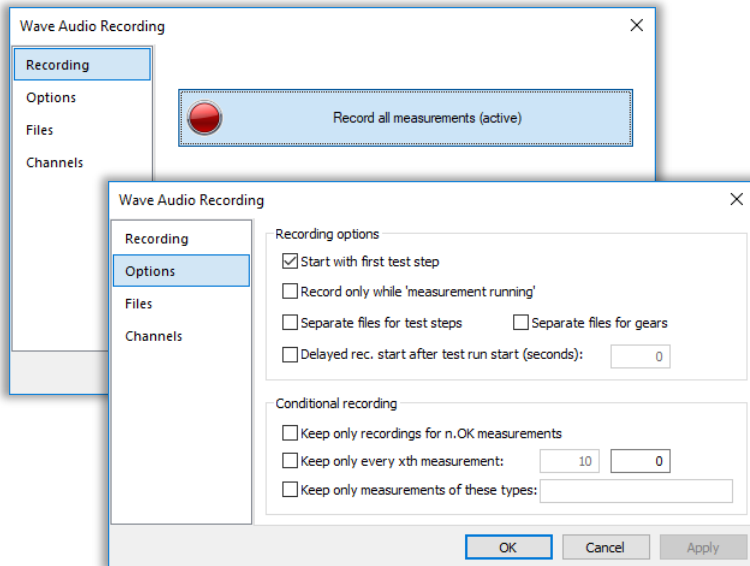 Wave Audio Recording
Recording
Options
Files
Channels
Record all measurements (active)
Wave Audio Recording
Recording
Options
Files
Channels
Recording options
Start with first test step
Record only while 'measurement running'
Separate files for test steps Separate files for gears
Delayed rec. start after test run start (seconds): 0
Conditional recording
Keep only recordings for n.OK measurements
Keep only every xth measurement: 10 0
Keep only measurements of these types:
OK Cancel Apply